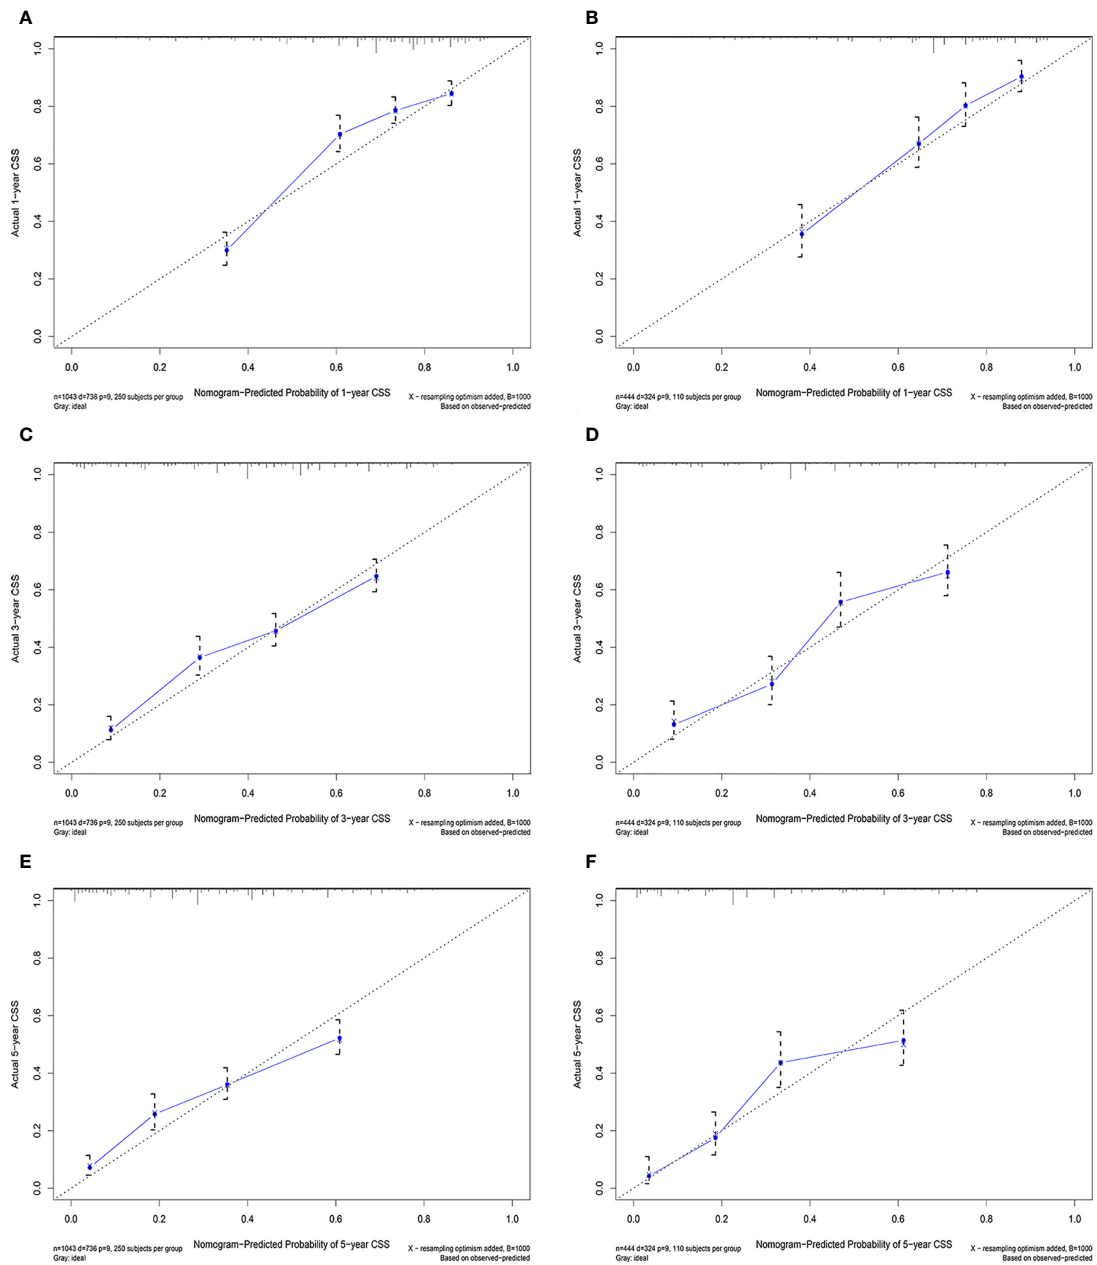 A
1.0
0.8
0.6
0.4
0.2
0.0
Actual 1-year CSS
0.0 0.2 0.4 0.6 0.8 1.0
Nomogram-Predicted Probability of 1-year CSS
n=1043 d=736 p=9, 250 subjects per group
Gray: ideal
X - resampling optimism added, B=1000
Based on observed-predicted
B
1.0
0.8
0.6
0.4
0.2
0.0
Actual 1-year CSS
0.0 0.2 0.4 0.6 0.8 1.0
Nomogram-Predicted Probability of 1-year CSS
n=444 d=324 p=9, 110 subjects per group
Gray: ideal
X - resampling optimism added, B=1000
Based on observed-predicted
C
1.0
0.8
0.6
0.4
0.2
0.0
Actual 3-year CSS
0.0 0.2 0.4 0.6 0.8 1.0
Nomogram-Predicted Probability of 3-year CSS
n=1043 d=736 p=9, 250 subjects per group
Gray: ideal
X - resampling optimism added, B=1000
Based on observed-predicted
D
1.0
0.8
0.6
0.4
0.2
0.0
Actual 3-year CSS
0.0 0.2 0.4 0.6 0.8 1.0
Nomogram-Predicted Probability of 3-year CSS
n=444 d=324 p=9, 110 subjects per group
Gray: ideal
X - resampling optimism added, B=1000
Based on observed-predicted
E
1.0
0.8
0.6
0.4
0.2
0.0
Actual 5-year CSS
0.0 0.2 0.4 0.6 0.8 1.0
Nomogram-Predicted Probability of 5-year CSS
n=1043 d=736 p=9, 250 subjects per group
Gray: ideal
X - resampling optimism added, B=1000
Based on observed-predicted
F
1.0
0.8
0.6
0.4
0.2
0.0
Actual 5-year CSS
0.0 0.2 0.4 0.6 0.8 1.0
Nomogram-Predicted Probability of 5-year CSS
n=444 d=324 p=9, 110 subjects per group
Gray: ideal
X - resampling optimism added, B=1000
Based on observed-predicted